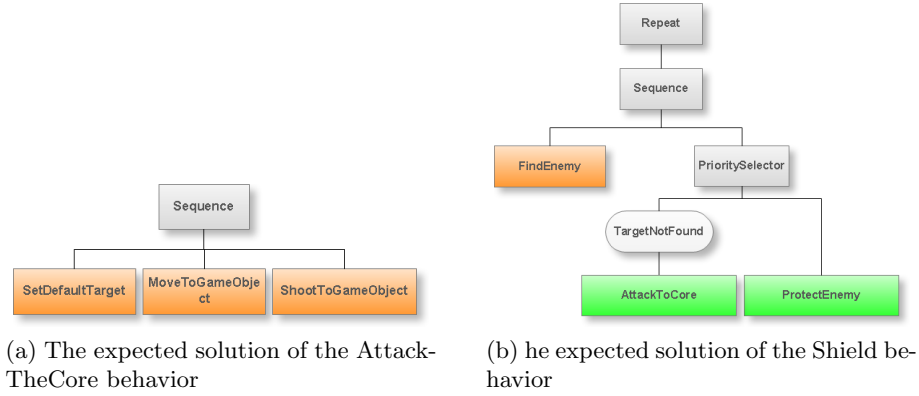 Repeat
Sequence
FindEnemy
PrioritySelector
TargetNotFound
AttackToCore
ProtectEnemy
Sequence
SetDefaultTarget
MoveToGameObje
ct
ShootToGameObject
(a) The expected solution of the Attack-
TheCore behavior
(b) he expected solution of the Shield be-
havior